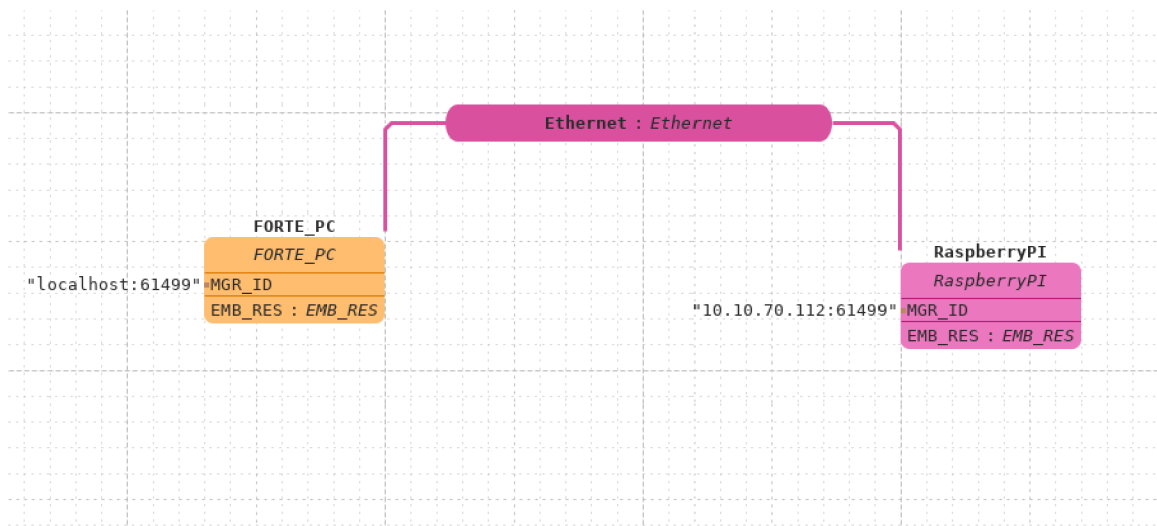 Ethernet : Ethernet
FORTE_PC
FORTE_PC
"localhost:61499" MGR_ID
EMB_RES : EMB_RES
RaspberryPI
RaspberryPI
"10.10.70.112:61499" MGR_ID
EMB_RES : EMB_RES